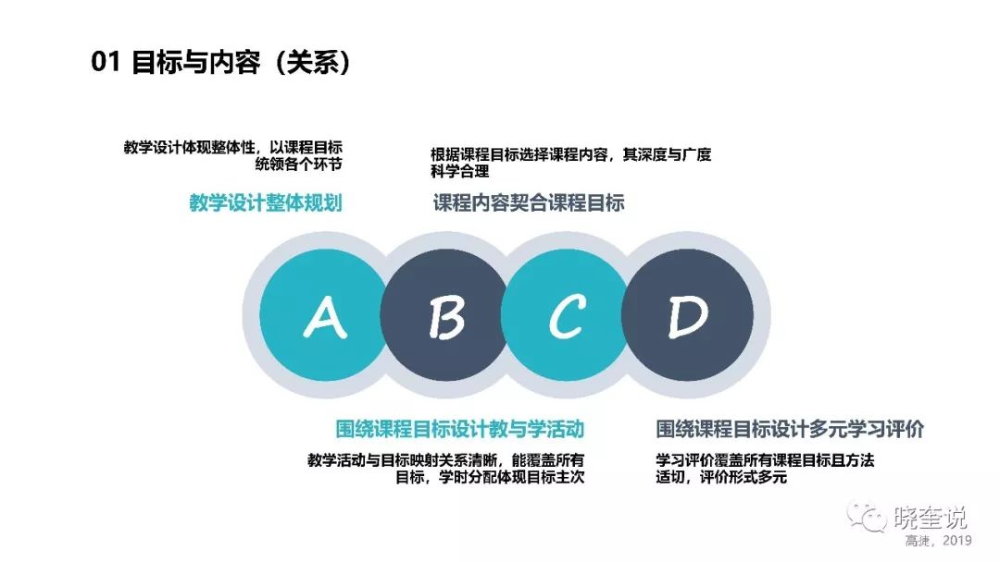 01 目标与内容（关系）
教学设计体现整体性，以课程目标
统领各个环节
教学设计整体规划
根据课程目标选择课程内容，其深度与广度
科学合理
课程内容契合课程目标
A B C D
围绕课程目标设计教与学活动
教学活动与目标映射关系清晰，能覆盖所有
目标，学时分配体现目标主次
围绕课程目标设计多元学习评价
学习评价覆盖所有课程目标且方法
适切，评价形式多元
晓奎说
高捷，2019